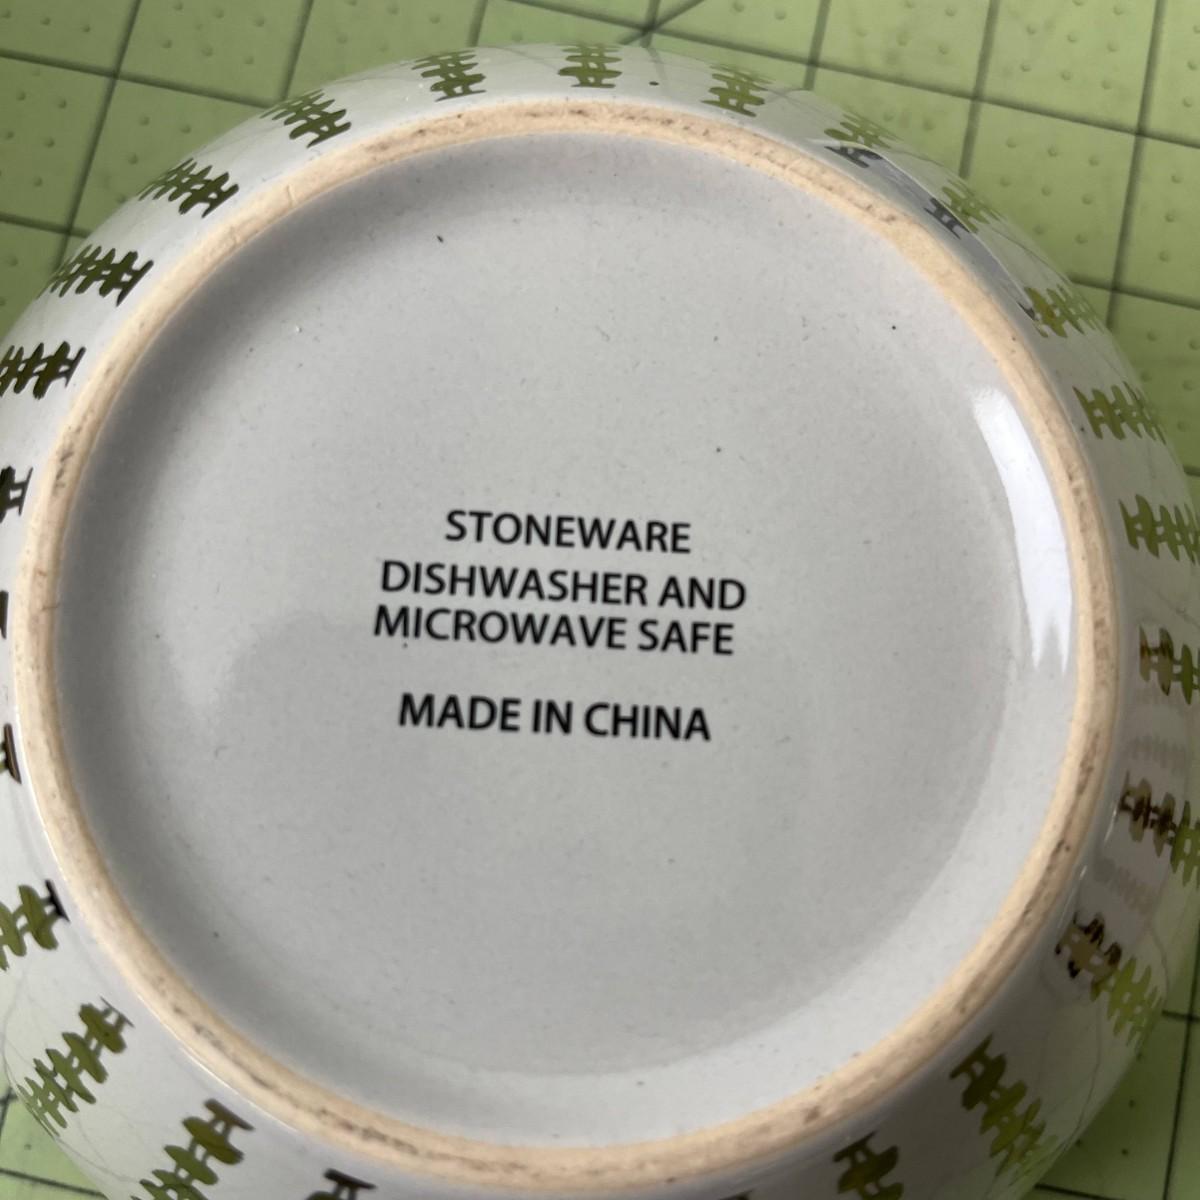 STONEWARE
DISHWASHER AND
MICROWAVE SAFE
MADE IN CHINA